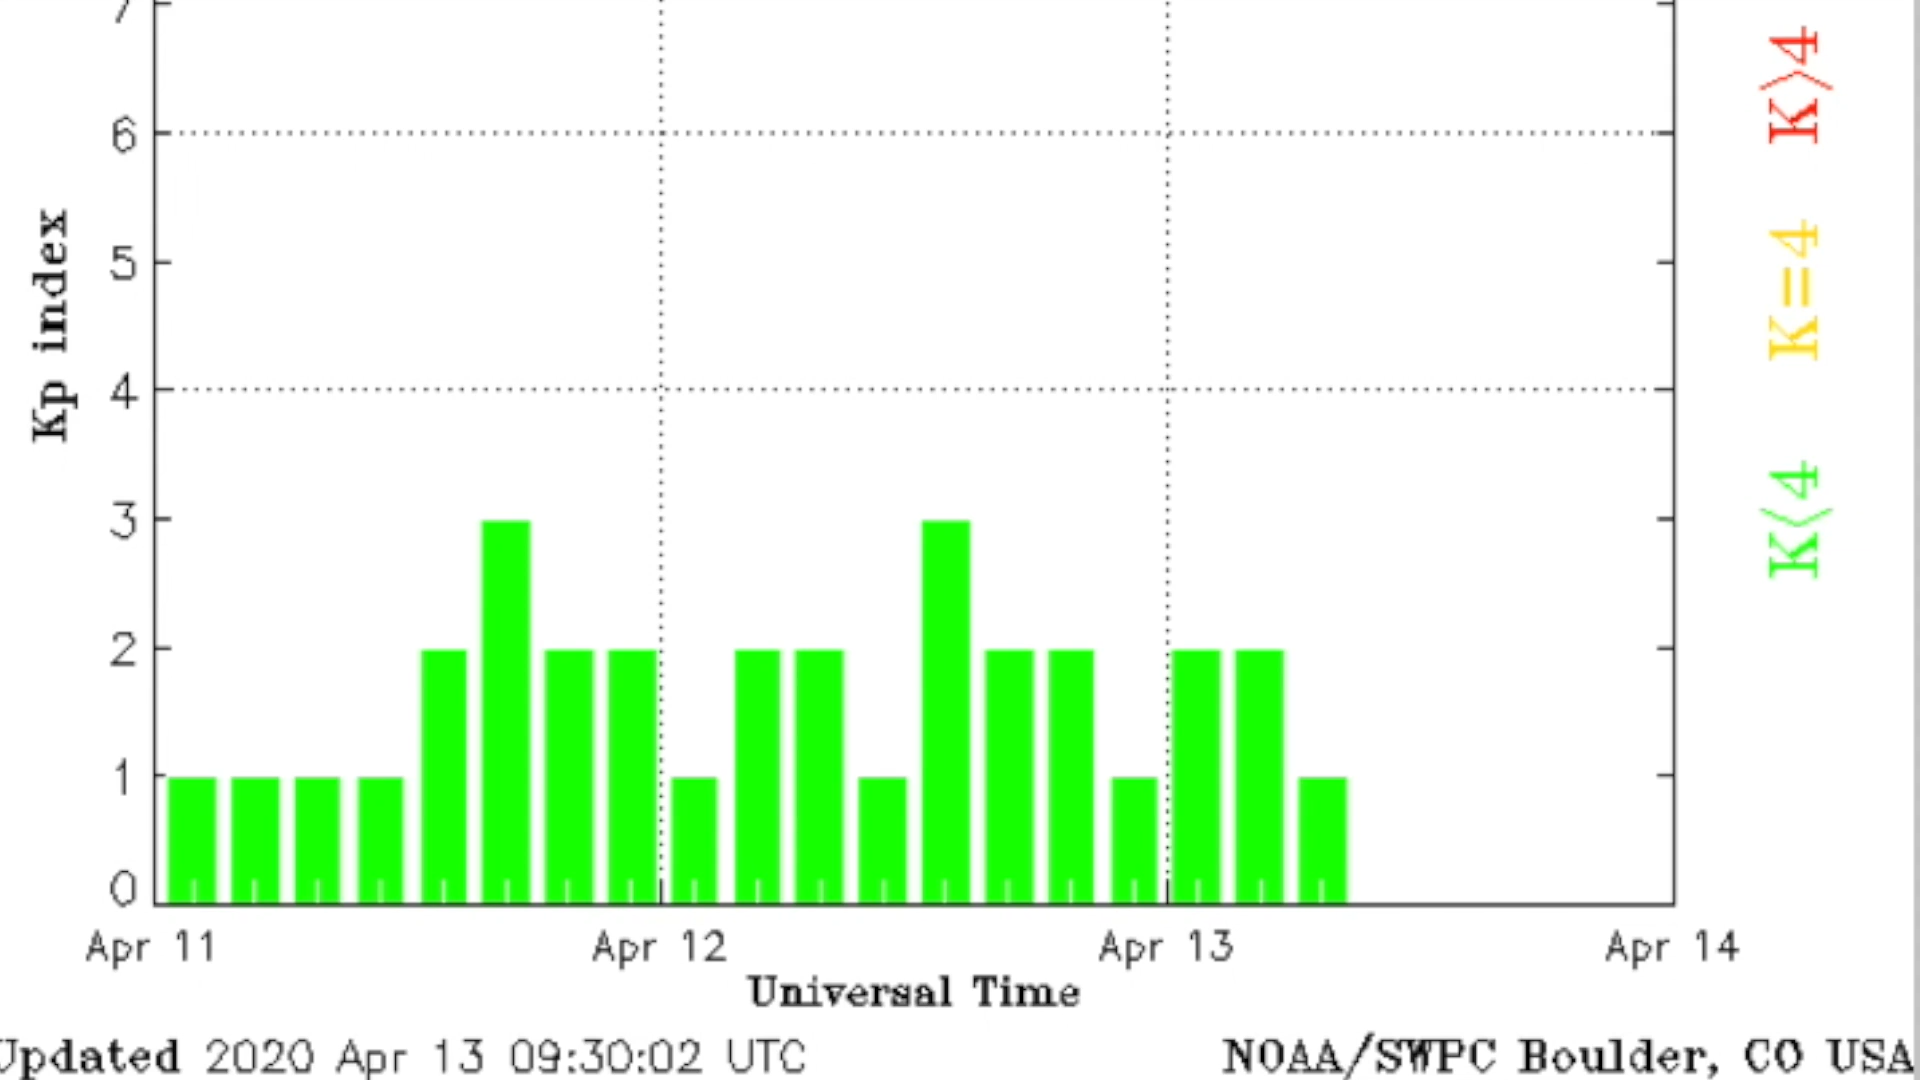 7
6
5
4
3
2
1
0
Kp index
K>4
K=4
K<4
Apr 11 Apr 12 Apr 13 Apr 14
Universal Time
Updated 2020 Apr 13 09:30:02 UTC NOAA/SWPC Boulder, CO USA